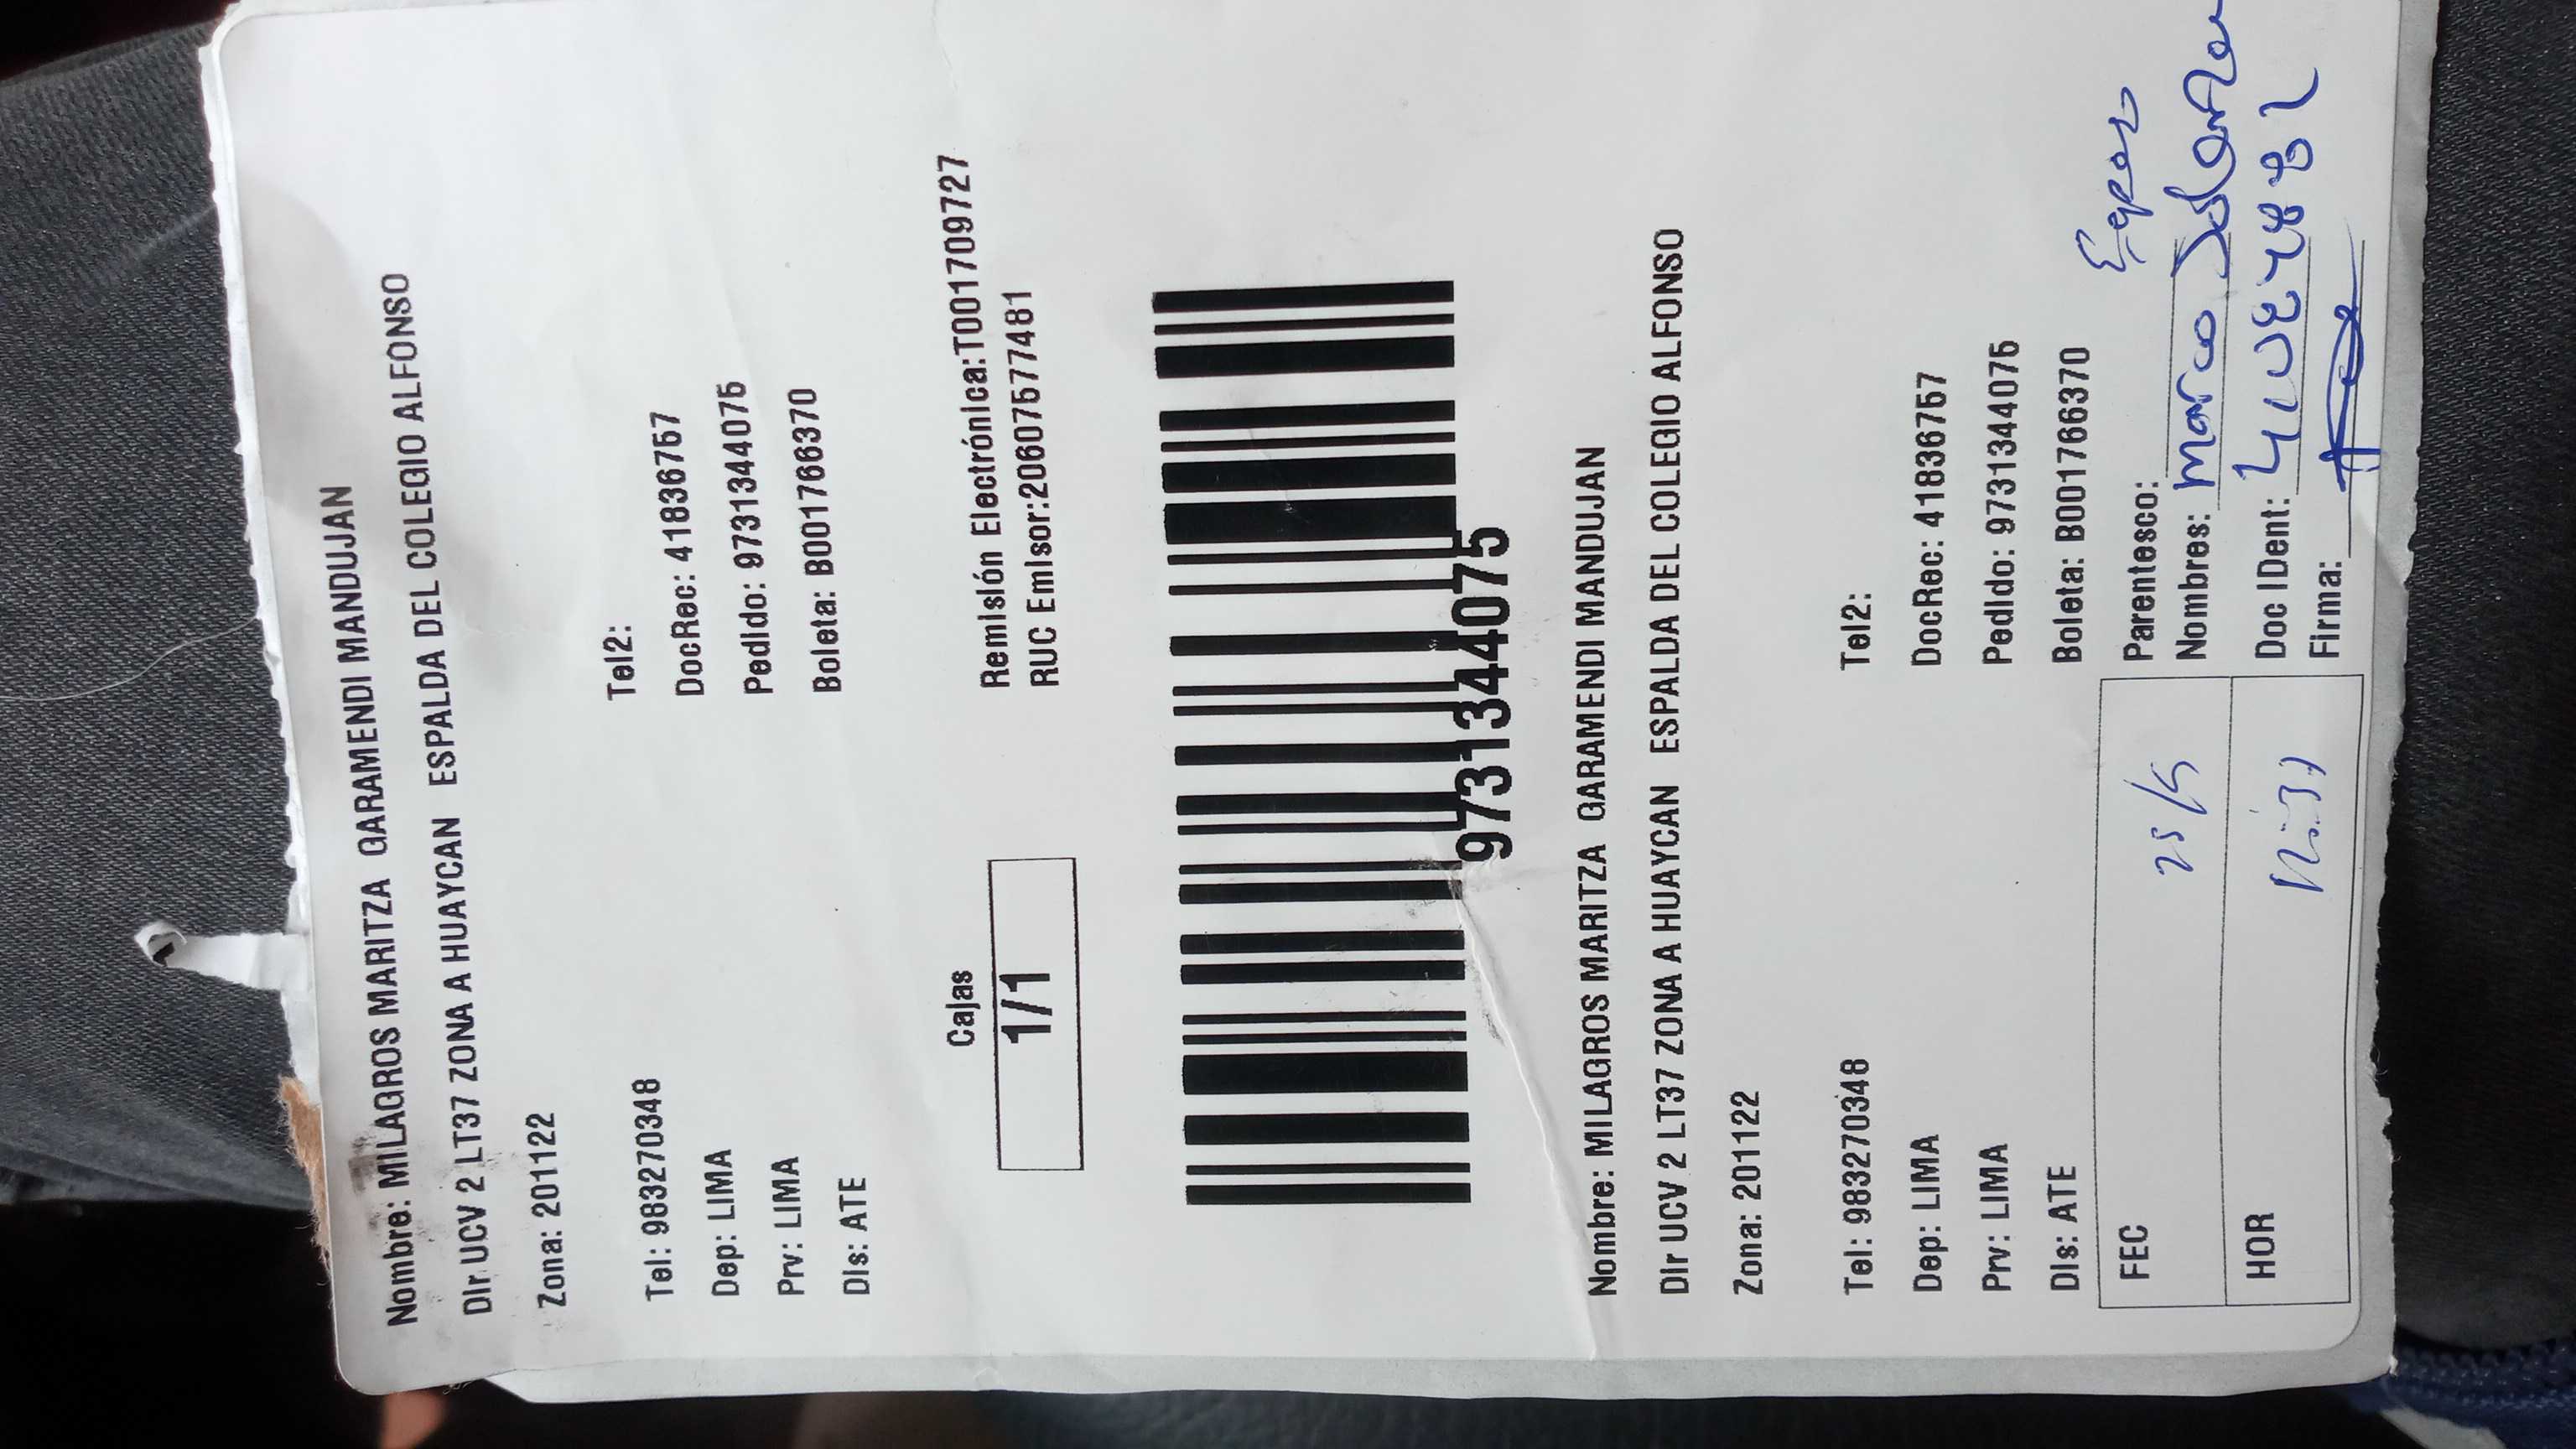 Nombre: MILAGROS MARITZA GARAMENDI MANDUJAN
Dir UCV 2 LT37 ZONA A HUAYCAN ESPALDA DEL COLEGIO ALFONSO
Zona: 201122
Tel: 983270348 Tel2:
Dep: LIMA DocRec: 41836757
Prv: LIMA Pedido: 9731344075
Dis: ATE Boleta: B001766370
Cajas
1/1
Remisión Electrónica:T001709727
RUC Emisor:20607577481
9731344075
Nombre: MILAGROS MARITZA GARAMENDI MANDUJAN
Dir UCV 2 LT37 ZONA A HUAYCAN ESPALDA DEL COLEGIO ALFONSO
Zona: 201122
Tel: 983270348 Tel2:
Dep: LIMA DocRec: 41836757
Prv: LIMA Pedido: 9731344075
Dis: ATE Boleta: B001766370
FEC 25/5
HOR
Parentesco:
Nombres: Marco
Doc IDent:
Firma: